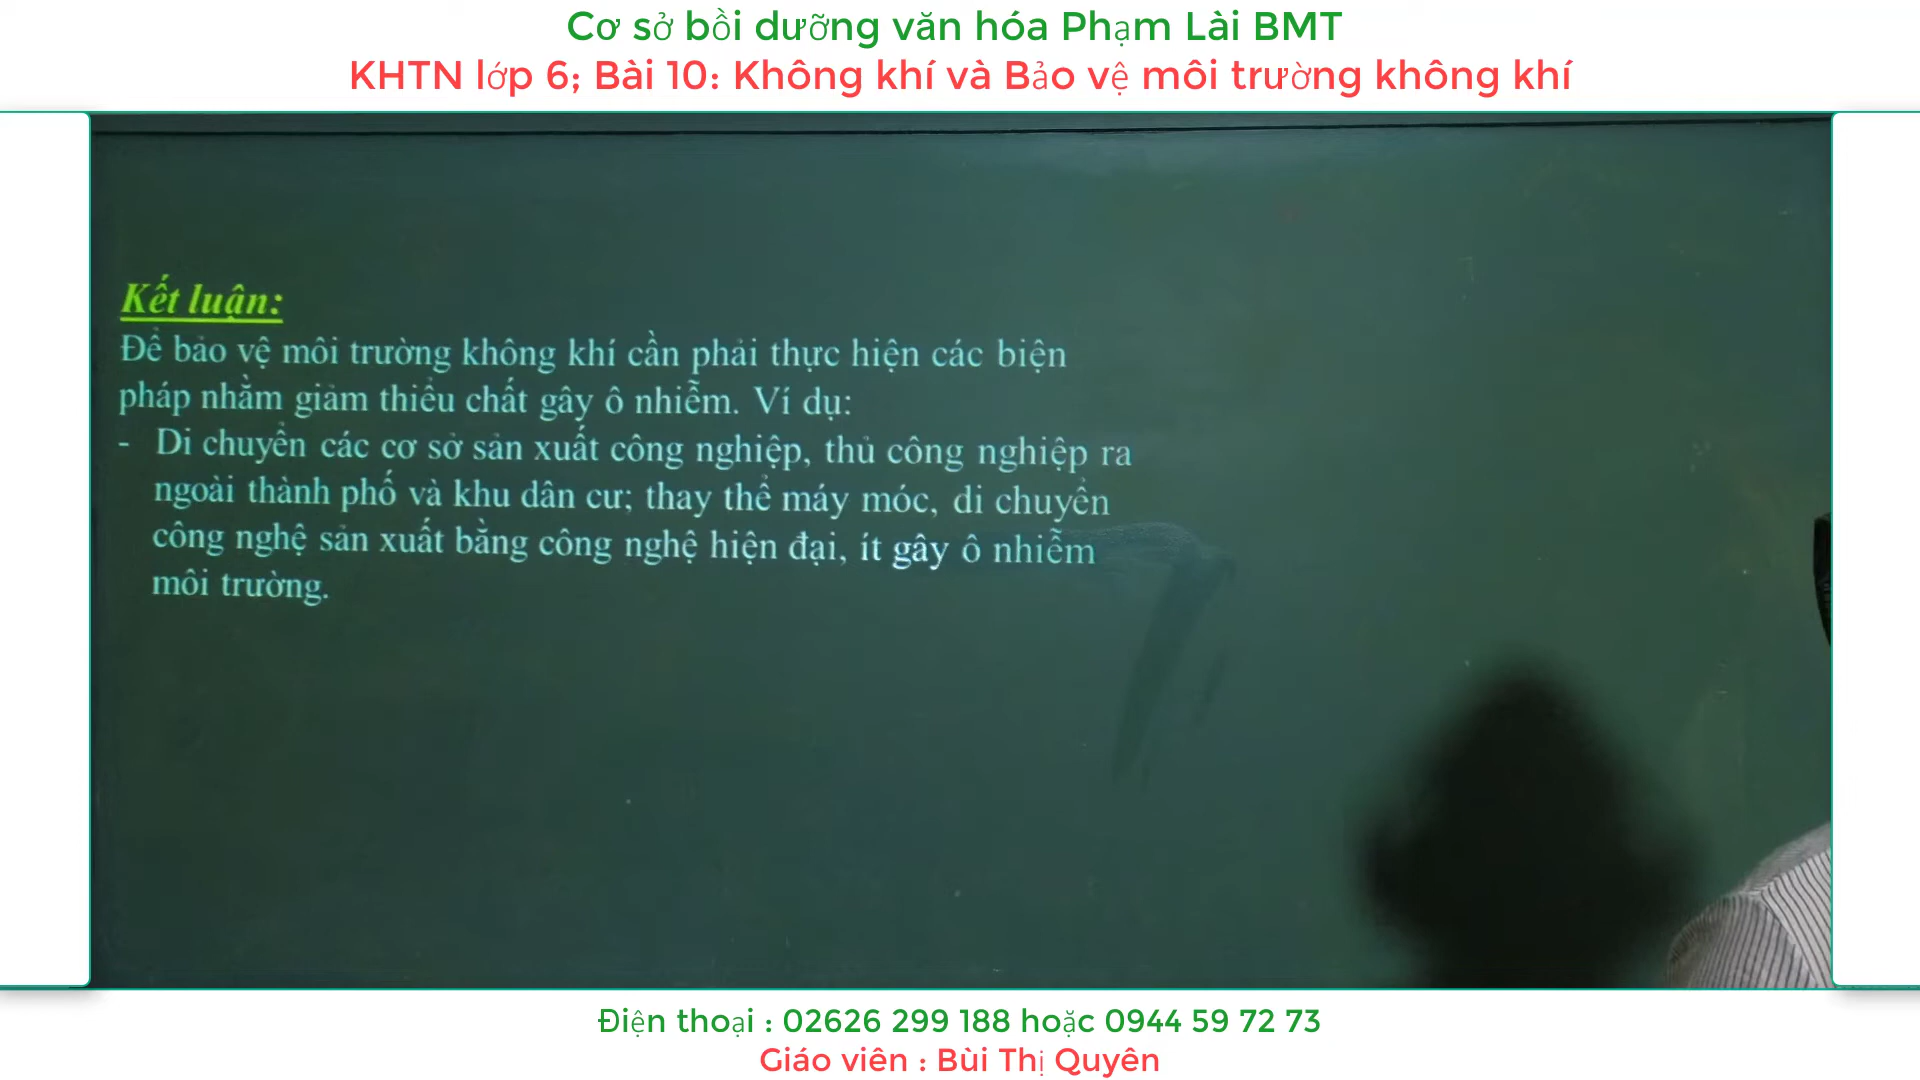 Cơ sở bồi dưỡng văn hóa Phạm Lài BMT
KHTN lớp 6; Bài 10: Không khí và Bảo vệ môi trường không khí
Kết luận:
Để bảo vệ môi trường không khí cần phải thực hiện các biện
pháp nhằm giảm thiểu chất gây ô nhiễm. Ví dụ:
- Di chuyển các cơ sở sản xuất công nghiệp, thủ công nghiệp ra
ngoài thành phố và khu dân cư; thay thế máy móc, di chuyển
công nghệ sản xuất bằng công nghệ hiện đại, ít gây ô nhiễm
môi trường.
Điện thoại : 02626 299 188 hoặc 0944 59 72 73
Giáo viên : Bùi Thị Quyên